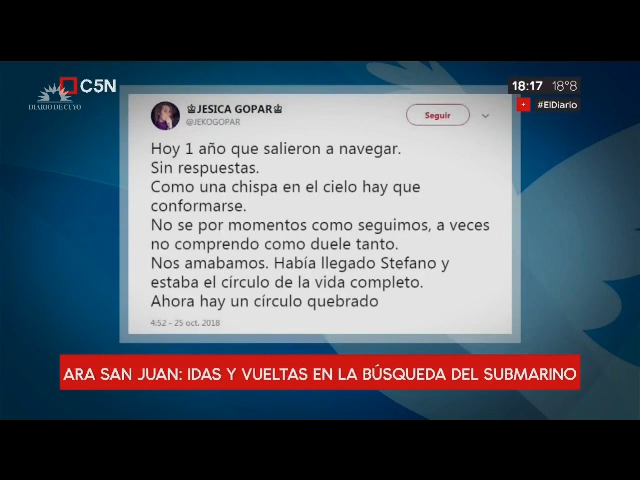 C5N
DIARIO DE CUYO
18:17 18°8
#ElDiario
♔JESICA GOPAR♔
@JEKOGOPAR
Seguir
Hoy 1 año que salieron a navegar.
Sin respuestas.
Como una chispa en el cielo hay que
conformarse.
No se por momentos como seguimos, a veces
no comprendo como duele tanto.
Nos amabamos. Había llegado Stefano y
estaba el círculo de la vida completo.
Ahora hay un círculo quebrado
4:52 - 25 oct. 2018
ARA SAN JUAN: IDAS Y VUELTAS EN LA BÚSQUEDA DEL SUBMARINO